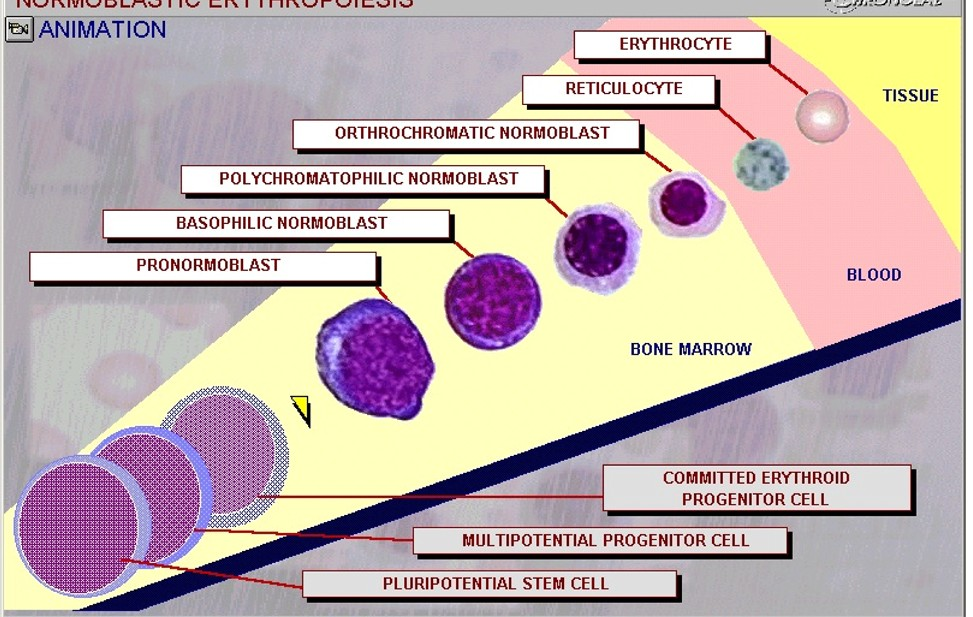 NORMOBLASTIC ERYTHROPOIESIS
ANIMATION
ERYTHROCYTE
TISSUE
RETICULOCYTE
ORTHROCHROMATIC NORMOBLAST
POLYCHROMATOPHILIC NORMOBLAST
BASOPHILIC NORMOBLAST
PRONORMOBLAST
BLOOD
BONE MARROW
COMMITTED ERYTHROID
PROGENITOR CELL
MULTIPOTENTIAL PROGENITOR CELL
PLURIPOTENTIAL STEM CELL